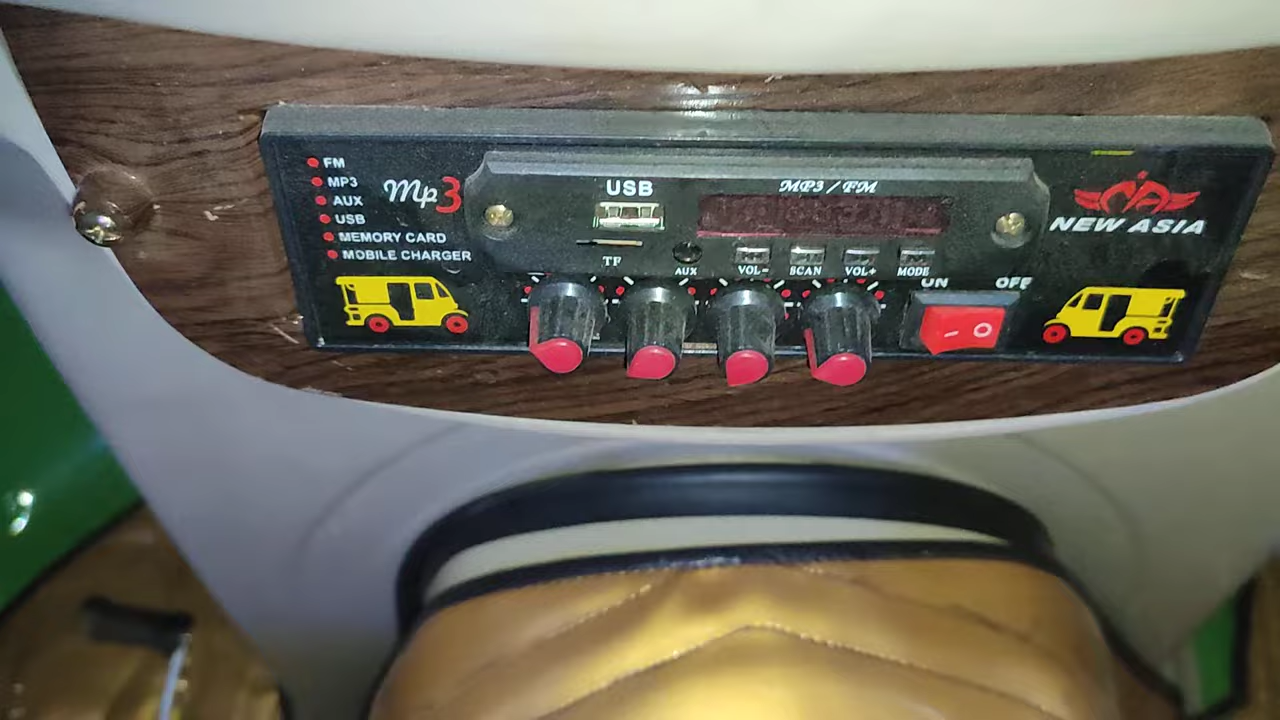 FM
MP3
AUX
USB
MEMORY CARD
MOBILE CHARGER
Mp3
USB
TF
AUX
MP3/FM
VOL-
SCAN
VOL+
MODE
ON OFF
NEW ASIA